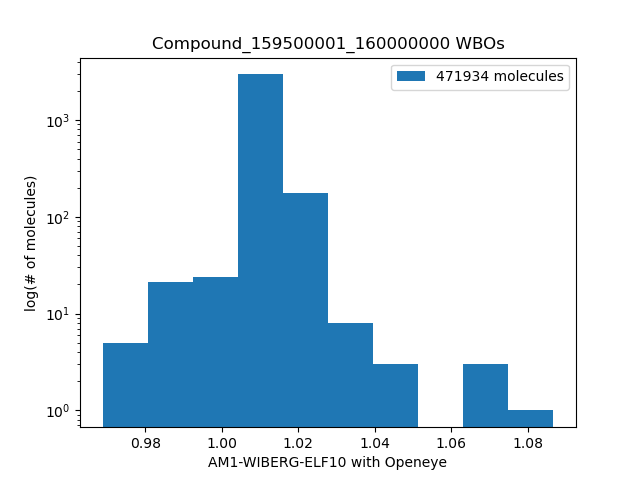 Compound_159500001_160000000 WBOs
471934 molecules
log(# of molecules)
10³
10²
10¹
10⁰
0.98 1.00 1.02 1.04 1.06 1.08
AM1-WIBERG-ELF10 with Openeye